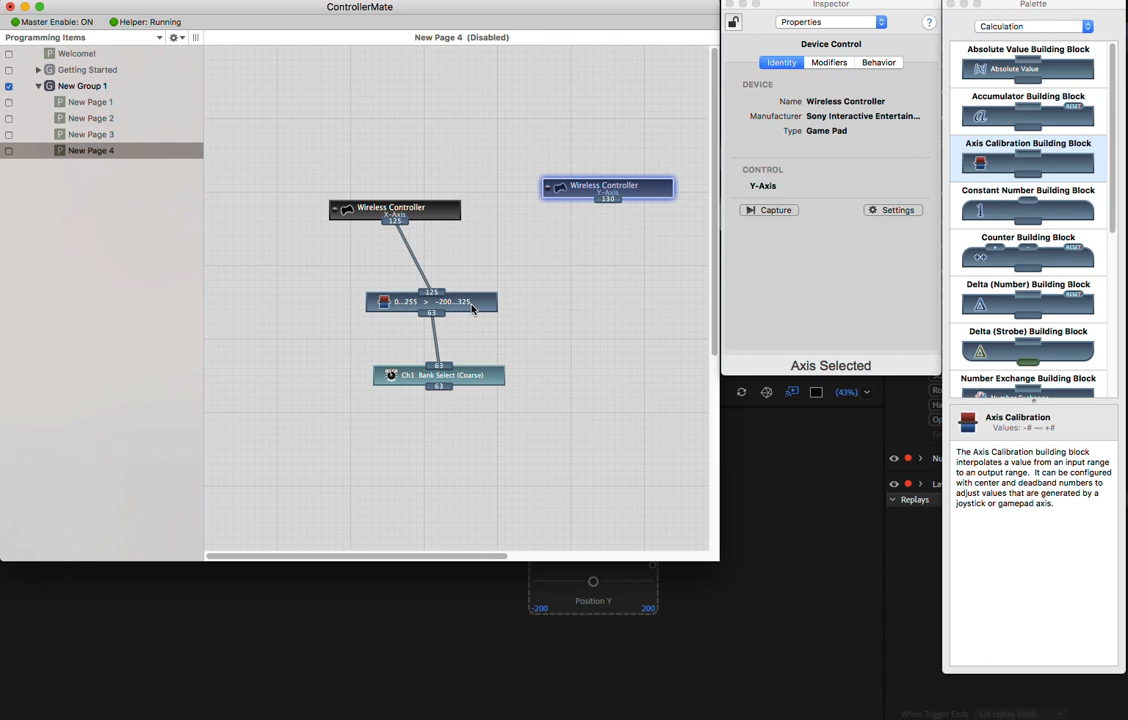 ControllerMate
Master Enable: ON
Helper: Running
Programming Items
New Page 4 (Disabled)
P Welcome!
G Getting Started
G New Group 1
P New Page 1
P New Page 2
P New Page 3
P New Page 4
Wireless Controller
X-Axis
125
Wireless Controller
Y-Axis
130
125
0...255 > -200...325
63
63
Ch1 Bank Select (Coarse)
63
Position Y
-200
200
Inspector
Properties
?
Device Control
Identity
Modifiers
Behavior
DEVICE
Name Wireless Controller
Manufacturer Sony Interactive Entertain...
Type Game Pad
CONTROL
Y-Axis
Capture
Settings
Axis Selected
(43%)
Replays
When Trigger Ends
Let replay finish
Palette
Calculation
Absolute Value Building Block
|x| Absolute Value
Accumulator Building Block
RESET
a
Axis Calibration Building Block
Constant Number Building Block
1
Counter Building Block
+
-
RESET
Delta (Number) Building Block
RESET
Δ
Delta (Strobe) Building Block
Δ
Number Exchange Building Block
Number Exchange
Axis Calibration
Values: -# — +#
The Axis Calibration building block
interpolates a value from an input range
to an output range. It can be configured
with center and deadband numbers to
adjust values that are generated by a
joystick or gamepad axis.